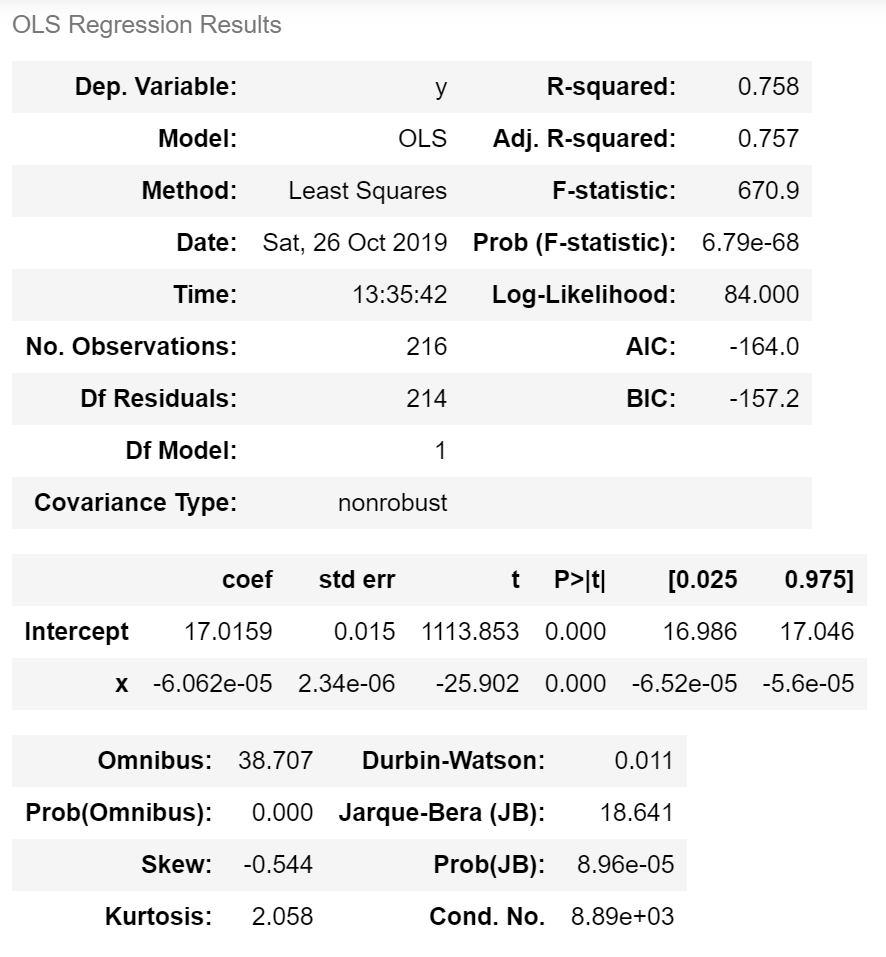 OLS Regression Results
Dep. Variable: y R-squared: 0.758
Model: OLS Adj. R-squared: 0.757
Method: Least Squares F-statistic: 670.9
Date: Sat, 26 Oct 2019 Prob (F-statistic): 6.79e-68
Time: 13:35:42 Log-Likelihood: 84.000
No. Observations: 216 AIC: -164.0
Df Residuals: 214 BIC: -157.2
Df Model: 1
Covariance Type: nonrobust
coef std err t P>|t| [0.025 0.975]
Intercept 17.0159 0.015 1113.853 0.000 16.986 17.046
x -6.062e-05 2.34e-06 -25.902 0.000 -6.52e-05 -5.6e-05
Omnibus: 38.707 Durbin-Watson: 0.011
Prob(Omnibus): 0.000 Jarque-Bera (JB): 18.641
Skew: -0.544 Prob(JB): 8.96e-05
Kurtosis: 2.058 Cond. No. 8.89e+03